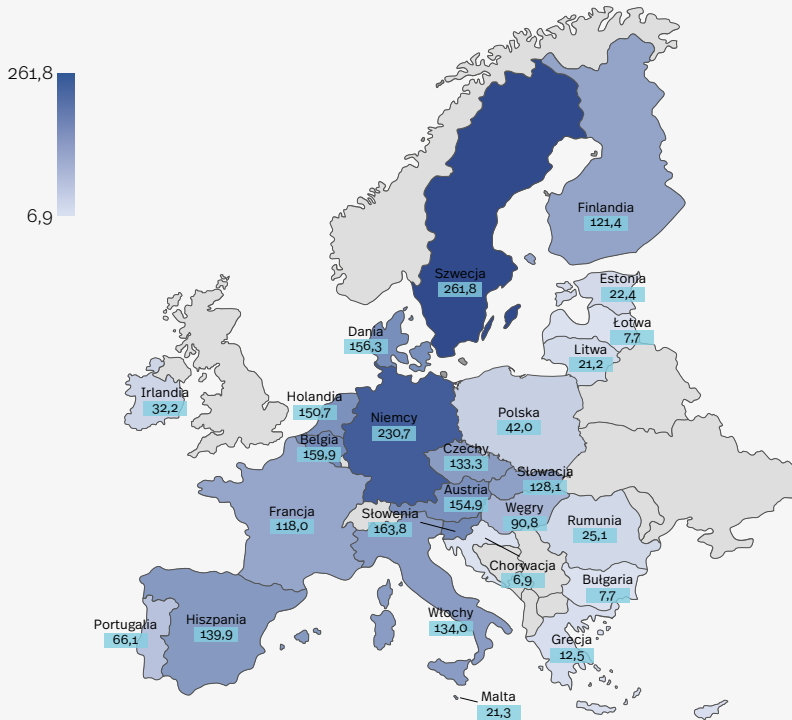 261,8
6,9
Finlandia
121,4
Szwecja
261,8
Estonia
22,4
Łotwa
7,7
Dania
156,3
Litwa
21,2
Irlandia
32,2
Holandia
150,7
Niemcy
230,7
Polska
42,0
Belgia
159,9
Czechy
133,3
Słowacja
128,1
Austria
154,9
Francja
118,0
Słowenia
163,8
Węgry
90,8
Rumunia
25,1
Chorwacja
6,9
Bułgaria
7,7
Portugalia
66,1
Hiszpania
139,9
Włochy
134,0
Grecja
12,5
Malta
21,3